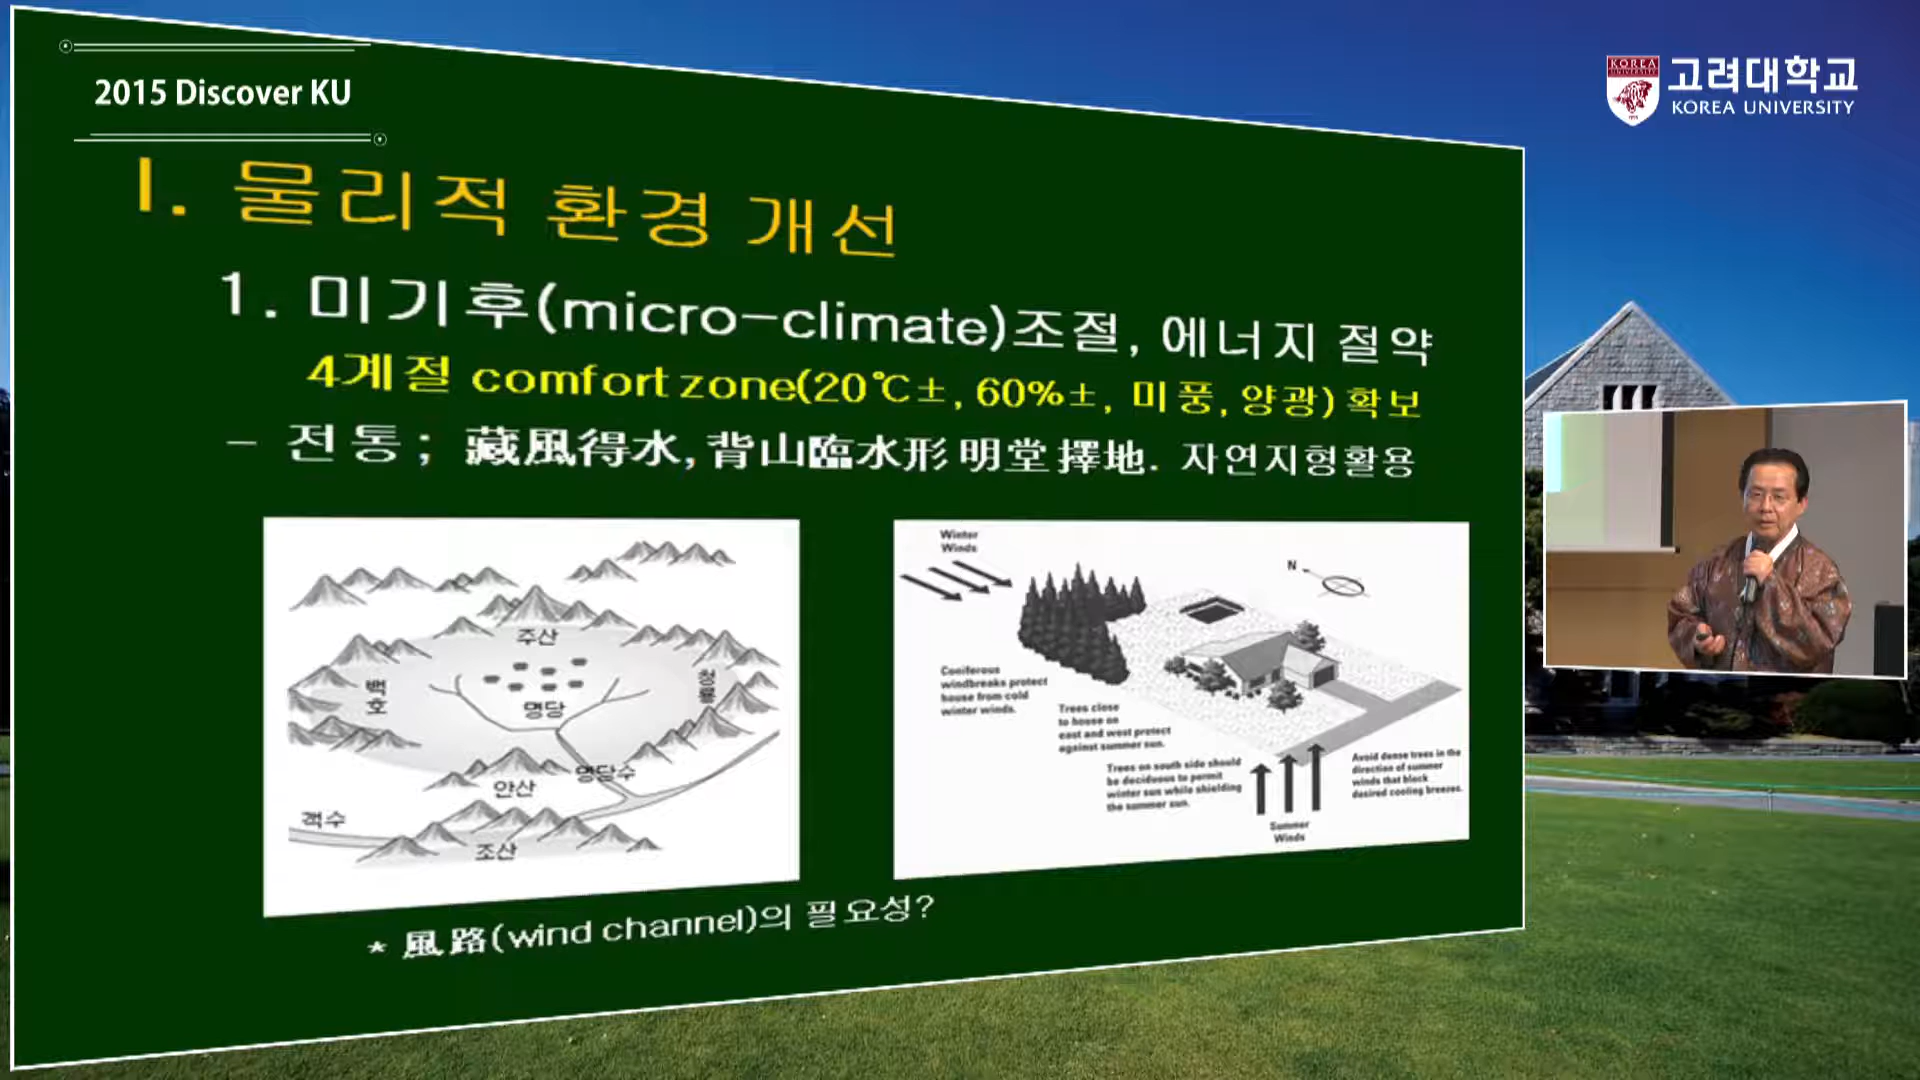 2015 Discover KU
KOREA
UNIVERSITY
고려대학교
KOREA UNIVERSITY
I. 물리적 환경 개선
1. 미기후(micro-climate)조절, 에너지 절약
4계절 comfort zone(20℃±, 60%±, 미풍, 양광) 확보
- 전통; 藏風得水, 背山臨水形 明堂 擇地. 자연지형활용
주산
백호
청룡
명당
명당수
안산
객수
조산
Winter
Winds
N
Coniferous
windbreaks protect
house from cold
winter winds.
Trees close
to house on
east and west protect
against summer sun.
Trees on south side should
be deciduous to permit
winter sun while shielding
the summer sun.
Avoid dense trees in the
direction of summer
winds that block
desired cooling breezes.
Summer
Winds
* 風路(wind channel)의 필요성?